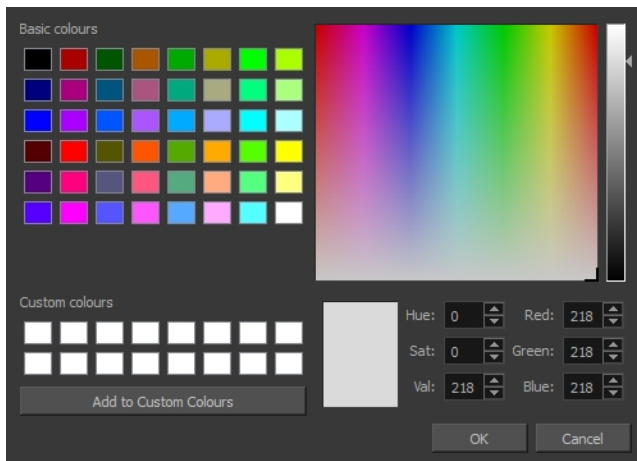 Basic colours
Custom colours
Add to Custom Colours
Hue: 0 Red: 218
Sat: 0 Green: 218
Val: 218 Blue: 218
OK Cancel